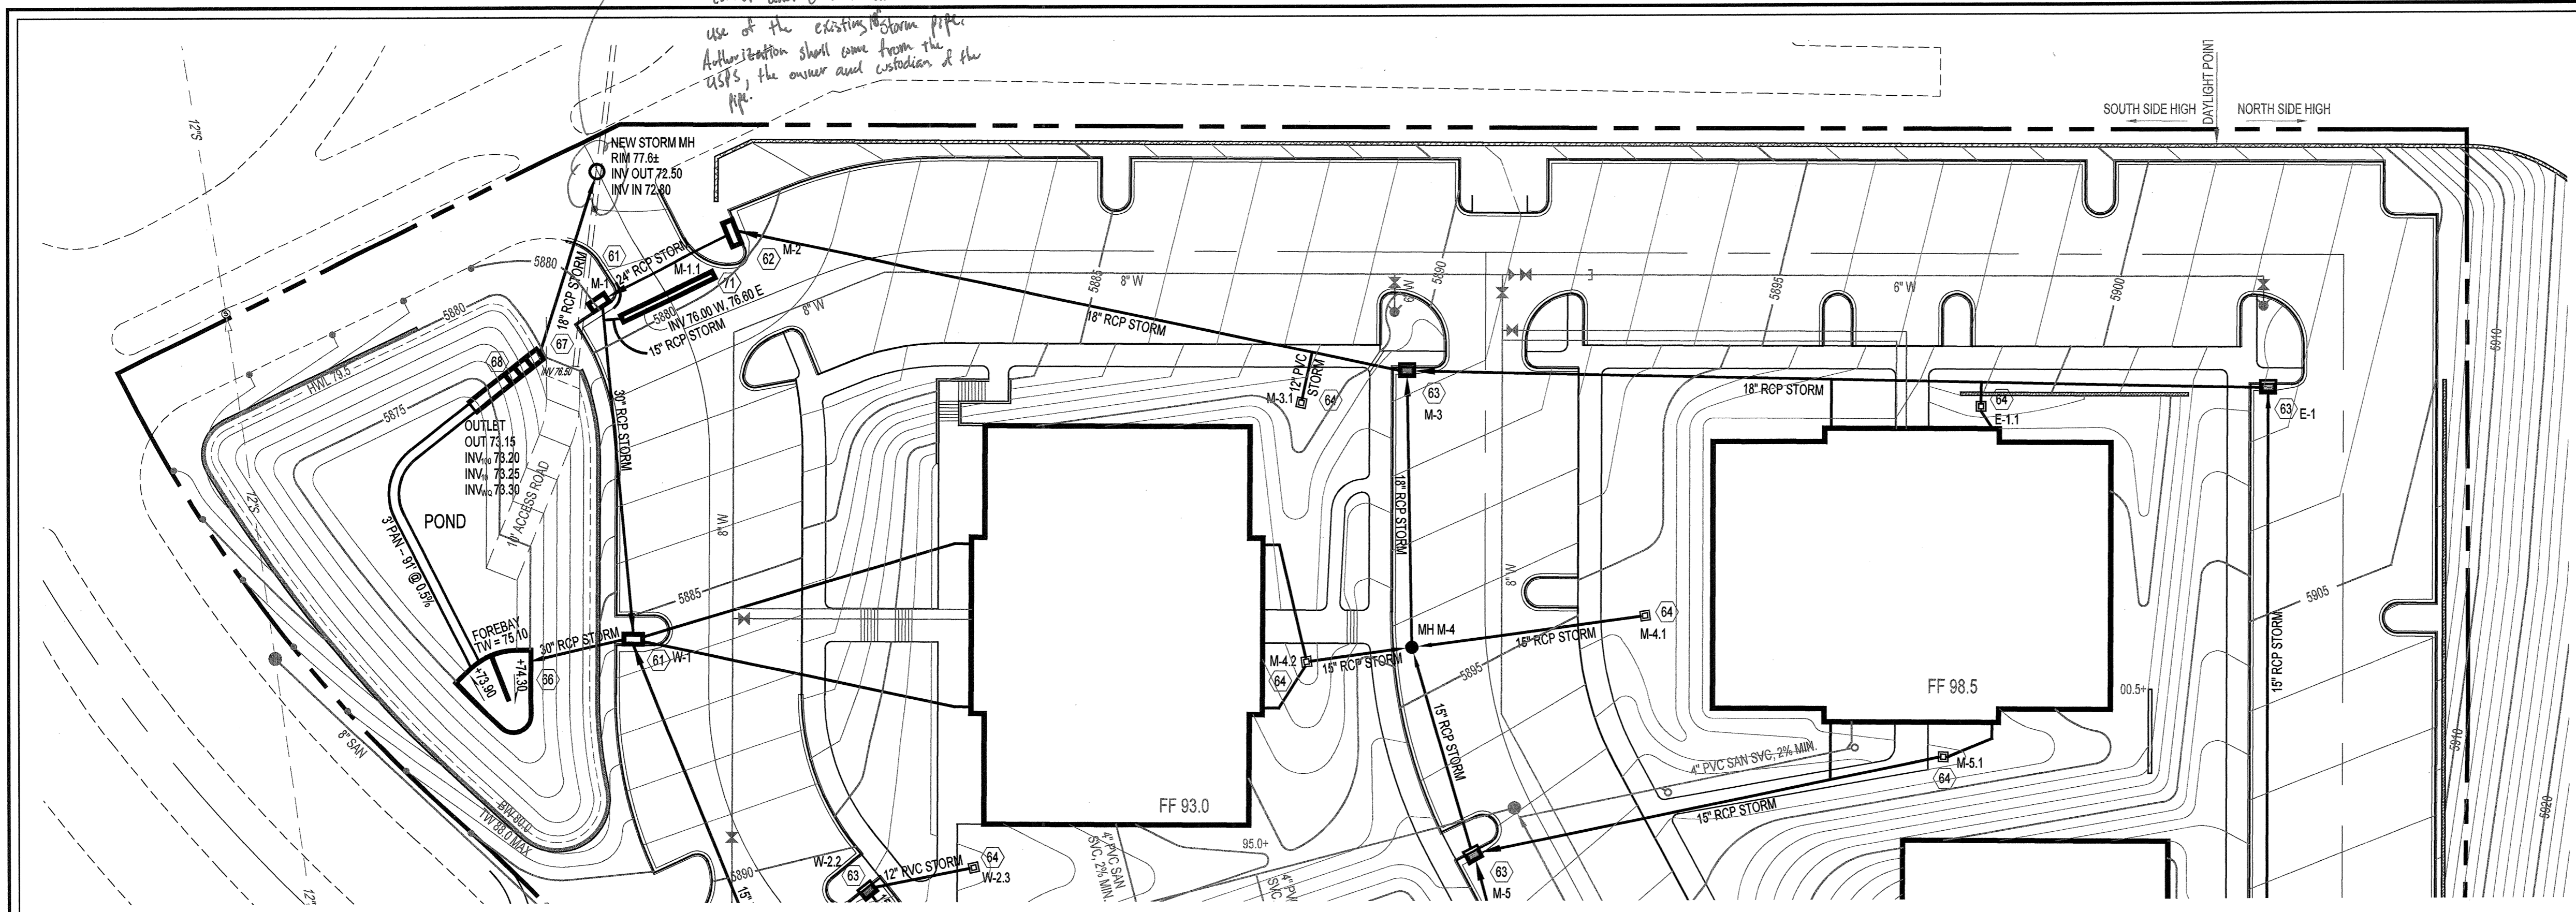 use of the existing 18" storm pipe.
Authorization shall come from the
USPS, the owner and custodian of the
pipe.
12"S
DAYLIGHT POINT
SOUTH SIDE HIGH
NORTH SIDE HIGH
NEW STORM MH
RIM 77.6±
INV OUT 72.50
INV IN 72.80
61
24" RCP STORM
M-1.1
62
M-2
71
M-1
18" RCP STORM
5880
5880
INV 76.00 W, 76.60 E
15" RCP STORM
5880
8" W
8" W
5885
6" W
5890
5895
6" W
5900
5910
18" RCP STORM
67
68
INV 76.50
HWL 79.5
5875
OUTLET
OUT 73.15
INV100 73.20
INV10 73.25
INVWQ 73.30
10' ACCESS ROAD
POND
3' PAN – 91' @ 0.5%
12"S
30" RCP STORM
8" W
12" PVC
STORM
M-3.1
64
63
M-3
18" RCP STORM
64
E-1.1
63
E-1
18" RCP STORM
8" W
5885
5905
FOREBAY
TW = 75.10
30" RCP STORM
+74.30
+73.90
66
61
W-1
M-4.2
64
15" RCP STORM
MH M-4
15" RCP STORM
64
M-4.1
5895
15" RCP STORM
FF 98.5
00.5+
15" RCP STORM
8" SAN
BW 80.0
TW 88.0 MAX
FF 93.0
4" PVC SAN SVC, 2% MIN.
M-5.1
64
15" RCP STORM
5910
5920
95.0+
4" PVC SAN
SVC, 2% MIN.
4" PV
SVC
W-2.2
63
12" PVC STORM
64
W-2.3
5890
15"
15
12"
63
M-5